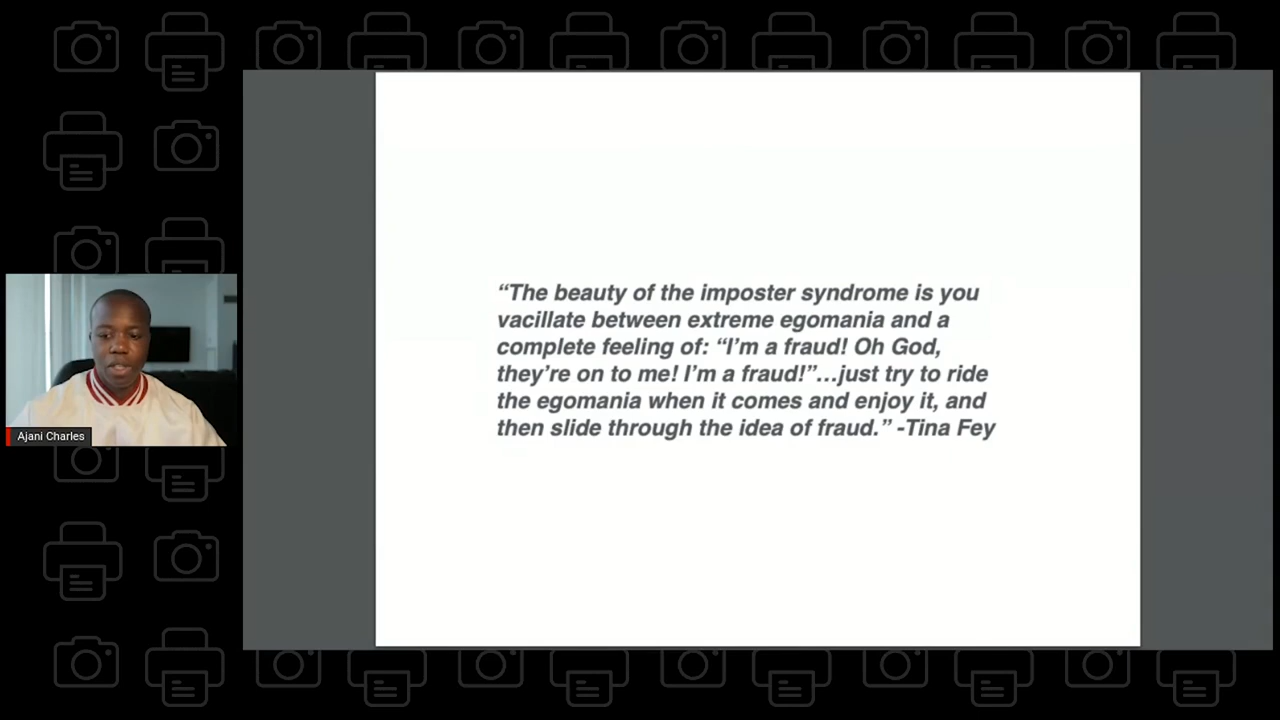 “The beauty of the imposter syndrome is you
vacillate between extreme egomania and a
complete feeling of: “I’m a fraud! Oh God,
they’re on to me! I’m a fraud!”…just try to ride
the egomania when it comes and enjoy it, and
then slide through the idea of fraud.” -Tina Fey
Ajani Charles